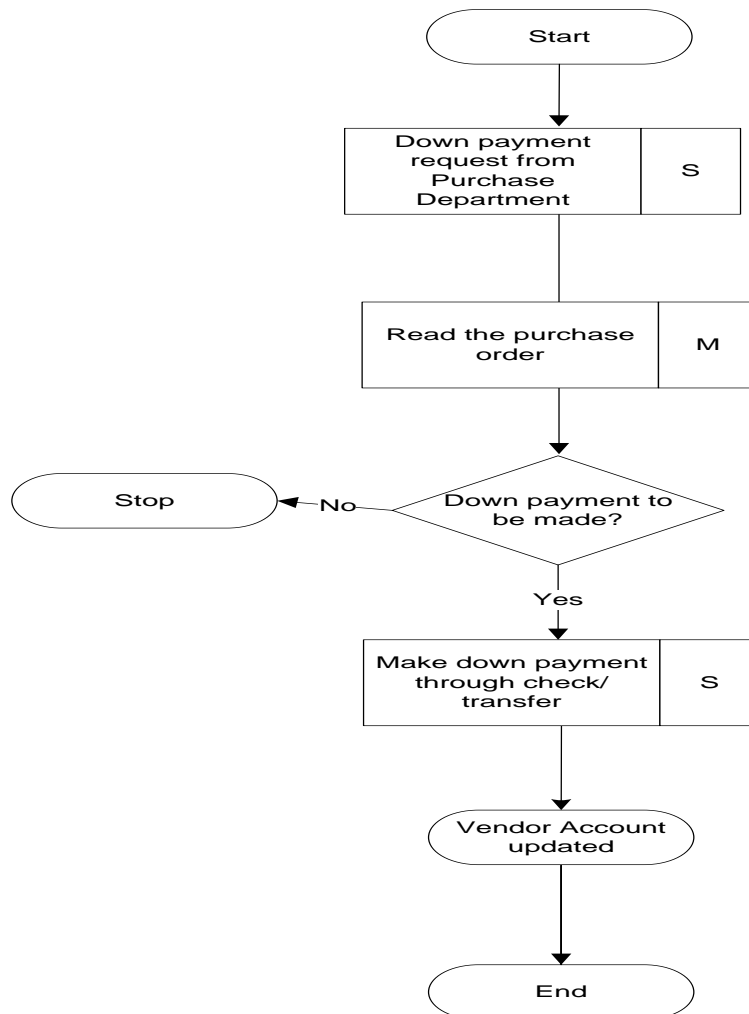 Start
Down payment
request from
Purchase
Department
S
Read the purchase
order
M
Down payment to
be made?
No
Stop
Yes
Make down payment
through check/
transfer
S
Vendor Account
updated
End